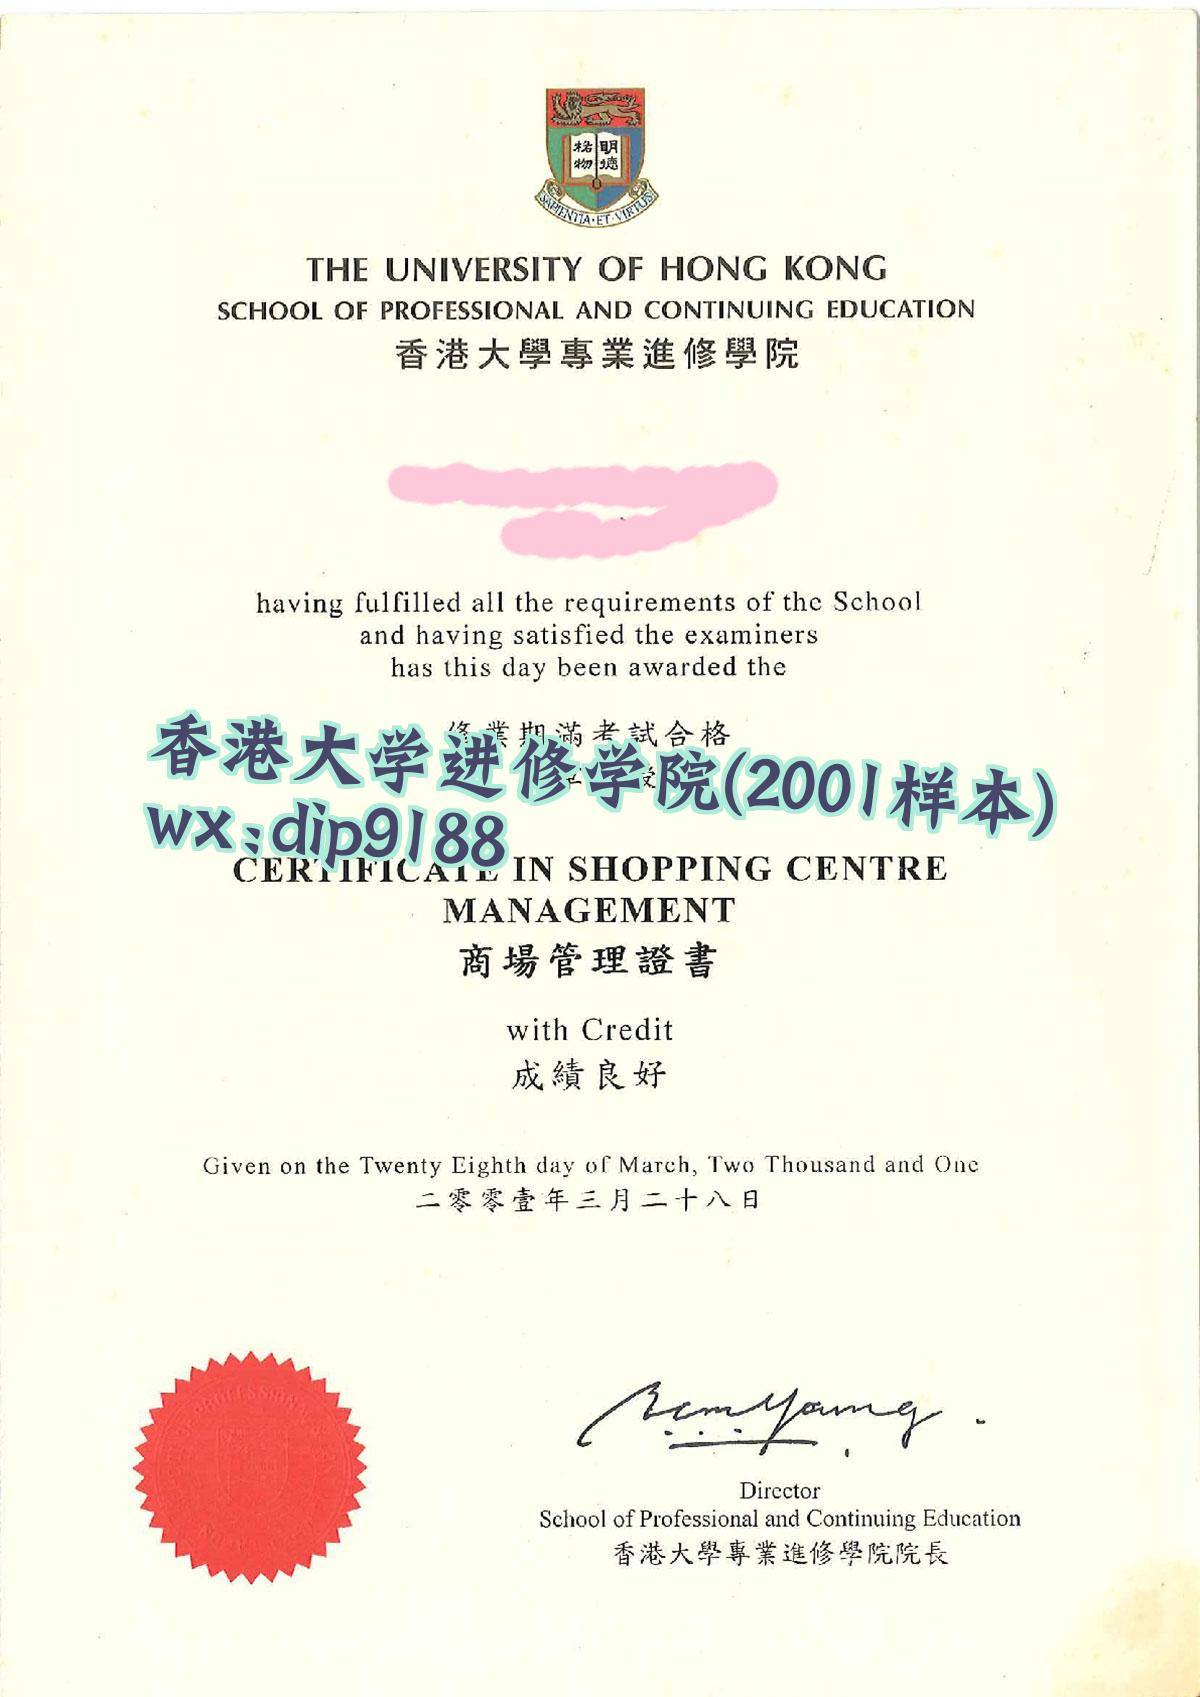 格物
明德
SAPIENTIA·ET·VIRTUS
THE UNIVERSITY OF HONG KONG
SCHOOL OF PROFESSIONAL AND CONTINUING EDUCATION
香港大學專業進修學院
having fulfilled all the requirements of the School
and having satisfied the examiners
has this day been awarded the
修業期滿考試合格
香港大学进修学院(2001样本)
wx:dip9188
CERTIFICATE IN SHOPPING CENTRE
MANAGEMENT
商場管理證書
with Credit
成績良好
Given on the Twenty Eighth day of March, Two Thousand and One
二零零壹年三月二十八日
Director
School of Professional and Continuing Education
香港大學專業進修學院院長